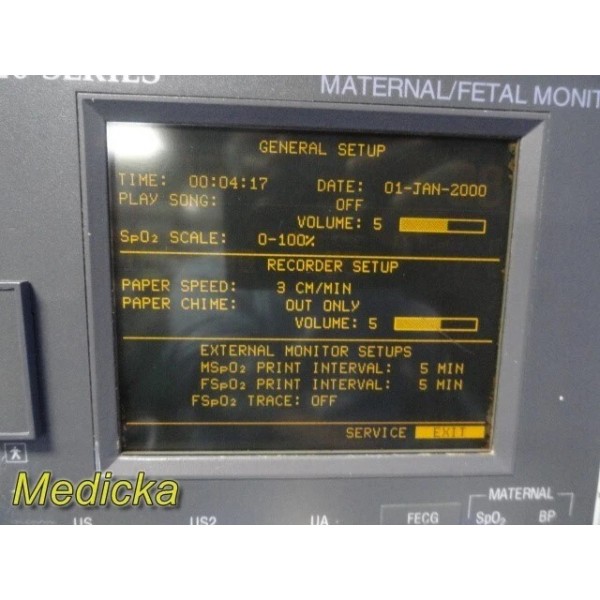 SERIES
MATERNAL/FETAL MONIT
GENERAL SETUP
TIME: 00:04:17 DATE: 01-JAN-2000
PLAY SONG: OFF
VOLUME: 5
SpO₂ SCALE: 0-100%
RECORDER SETUP
PAPER SPEED: 3 CM/MIN
PAPER CHIME: OUT ONLY
VOLUME: 5
EXTERNAL MONITOR SETUPS
MSpO₂ PRINT INTERVAL: 5 MIN
FSpO₂ PRINT INTERVAL: 5 MIN
FSpO₂ TRACE: OFF
SERVICE EXIT
Medicka
MATERNAL
US US2 UA FECG SpO₂ BP